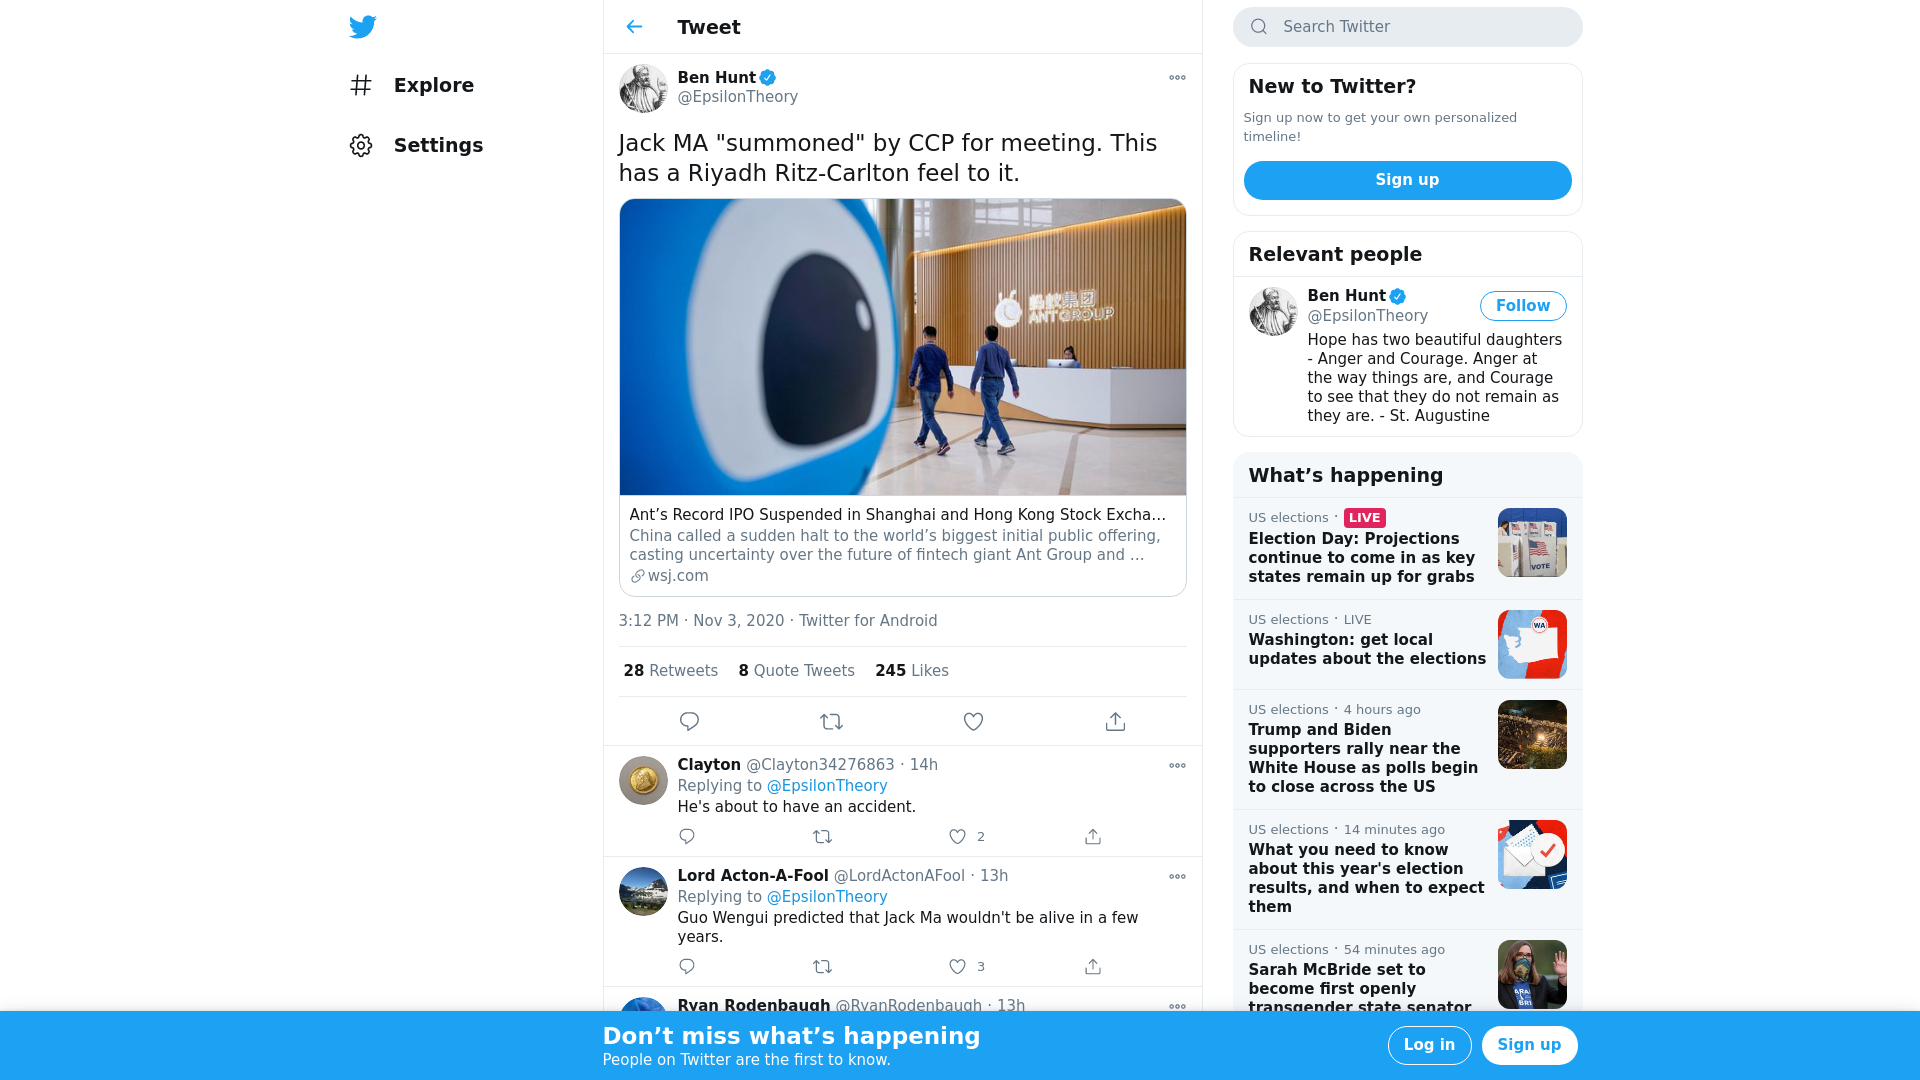 Explore
Settings
Tweet
Ben Hunt
@EpsilonTheory
Jack MA "summoned" by CCP for meeting. This
has a Riyadh Ritz-Carlton feel to it.
蚂蚁集团
ANT GROUP
Ant’s Record IPO Suspended in Shanghai and Hong Kong Stock Excha…
China called a sudden halt to the world’s biggest initial public offering,
casting uncertainty over the future of fintech giant Ant Group and …
wsj.com
3:12 PM · Nov 3, 2020 · Twitter for Android
28 Retweets 8 Quote Tweets 245 Likes
Clayton @Clayton34276863 · 14h
Replying to @EpsilonTheory
He's about to have an accident.
2
Lord Acton-A-Fool @LordActonAFool · 13h
Replying to @EpsilonTheory
Guo Wengui predicted that Jack Ma wouldn't be alive in a few
years.
3
Ryan Rodenbaugh @RyanRodenbaugh · 13h
Search Twitter
New to Twitter?
Sign up now to get your own personalized
timeline!
Sign up
Relevant people
Ben Hunt
@EpsilonTheory
Follow
Hope has two beautiful daughters
- Anger and Courage. Anger at
the way things are, and Courage
to see that they do not remain as
they are. - St. Augustine
What’s happening
US elections · LIVE
Election Day: Projections
continue to come in as key
states remain up for grabs
VOTE
US elections · LIVE
Washington: get local
updates about the elections
WA
US elections · 4 hours ago
Trump and Biden
supporters rally near the
White House as polls begin
to close across the US
US elections · 14 minutes ago
What you need to know
about this year's election
results, and when to expect
them
US elections · 54 minutes ago
Sarah McBride set to
become first openly
transgender state senator
Don’t miss what’s happening
People on Twitter are the first to know.
Log in
Sign up